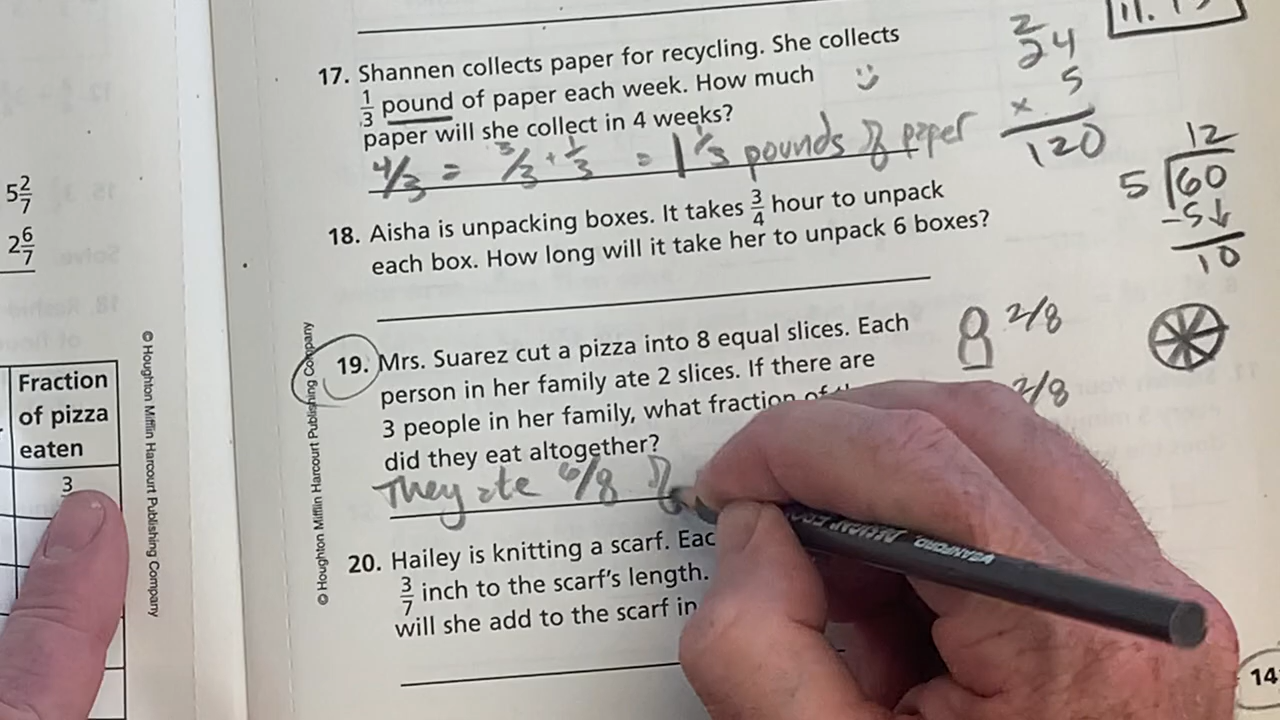 17. Shannen collects paper for recycling. She collects
1/3 pound of paper each week. How much
paper will she collect in 4 weeks?
4/3 = 3/3 + 1/3 = 1 1/3 pounds of paper
18. Aisha is unpacking boxes. It takes 3/4 hour to unpack
each box. How long will it take her to unpack 6 boxes?
19. Mrs. Suarez cut a pizza into 8 equal slices. Each
person in her family ate 2 slices. If there are
3 people in her family, what fraction of
did they eat altogether?
They ate 6/8 of
20. Hailey is knitting a scarf. Eac
3/7 inch to the scarf's length.
will she add to the scarf in
2
24
x 5
120
12
5 60
-5↓
10
8 2/8
2/8
5 2/7
2 6/7
Fraction
of pizza
eaten
3
© Houghton Mifflin Harcourt Publishing Company
© Houghton Mifflin Harcourt Publishing Company
14